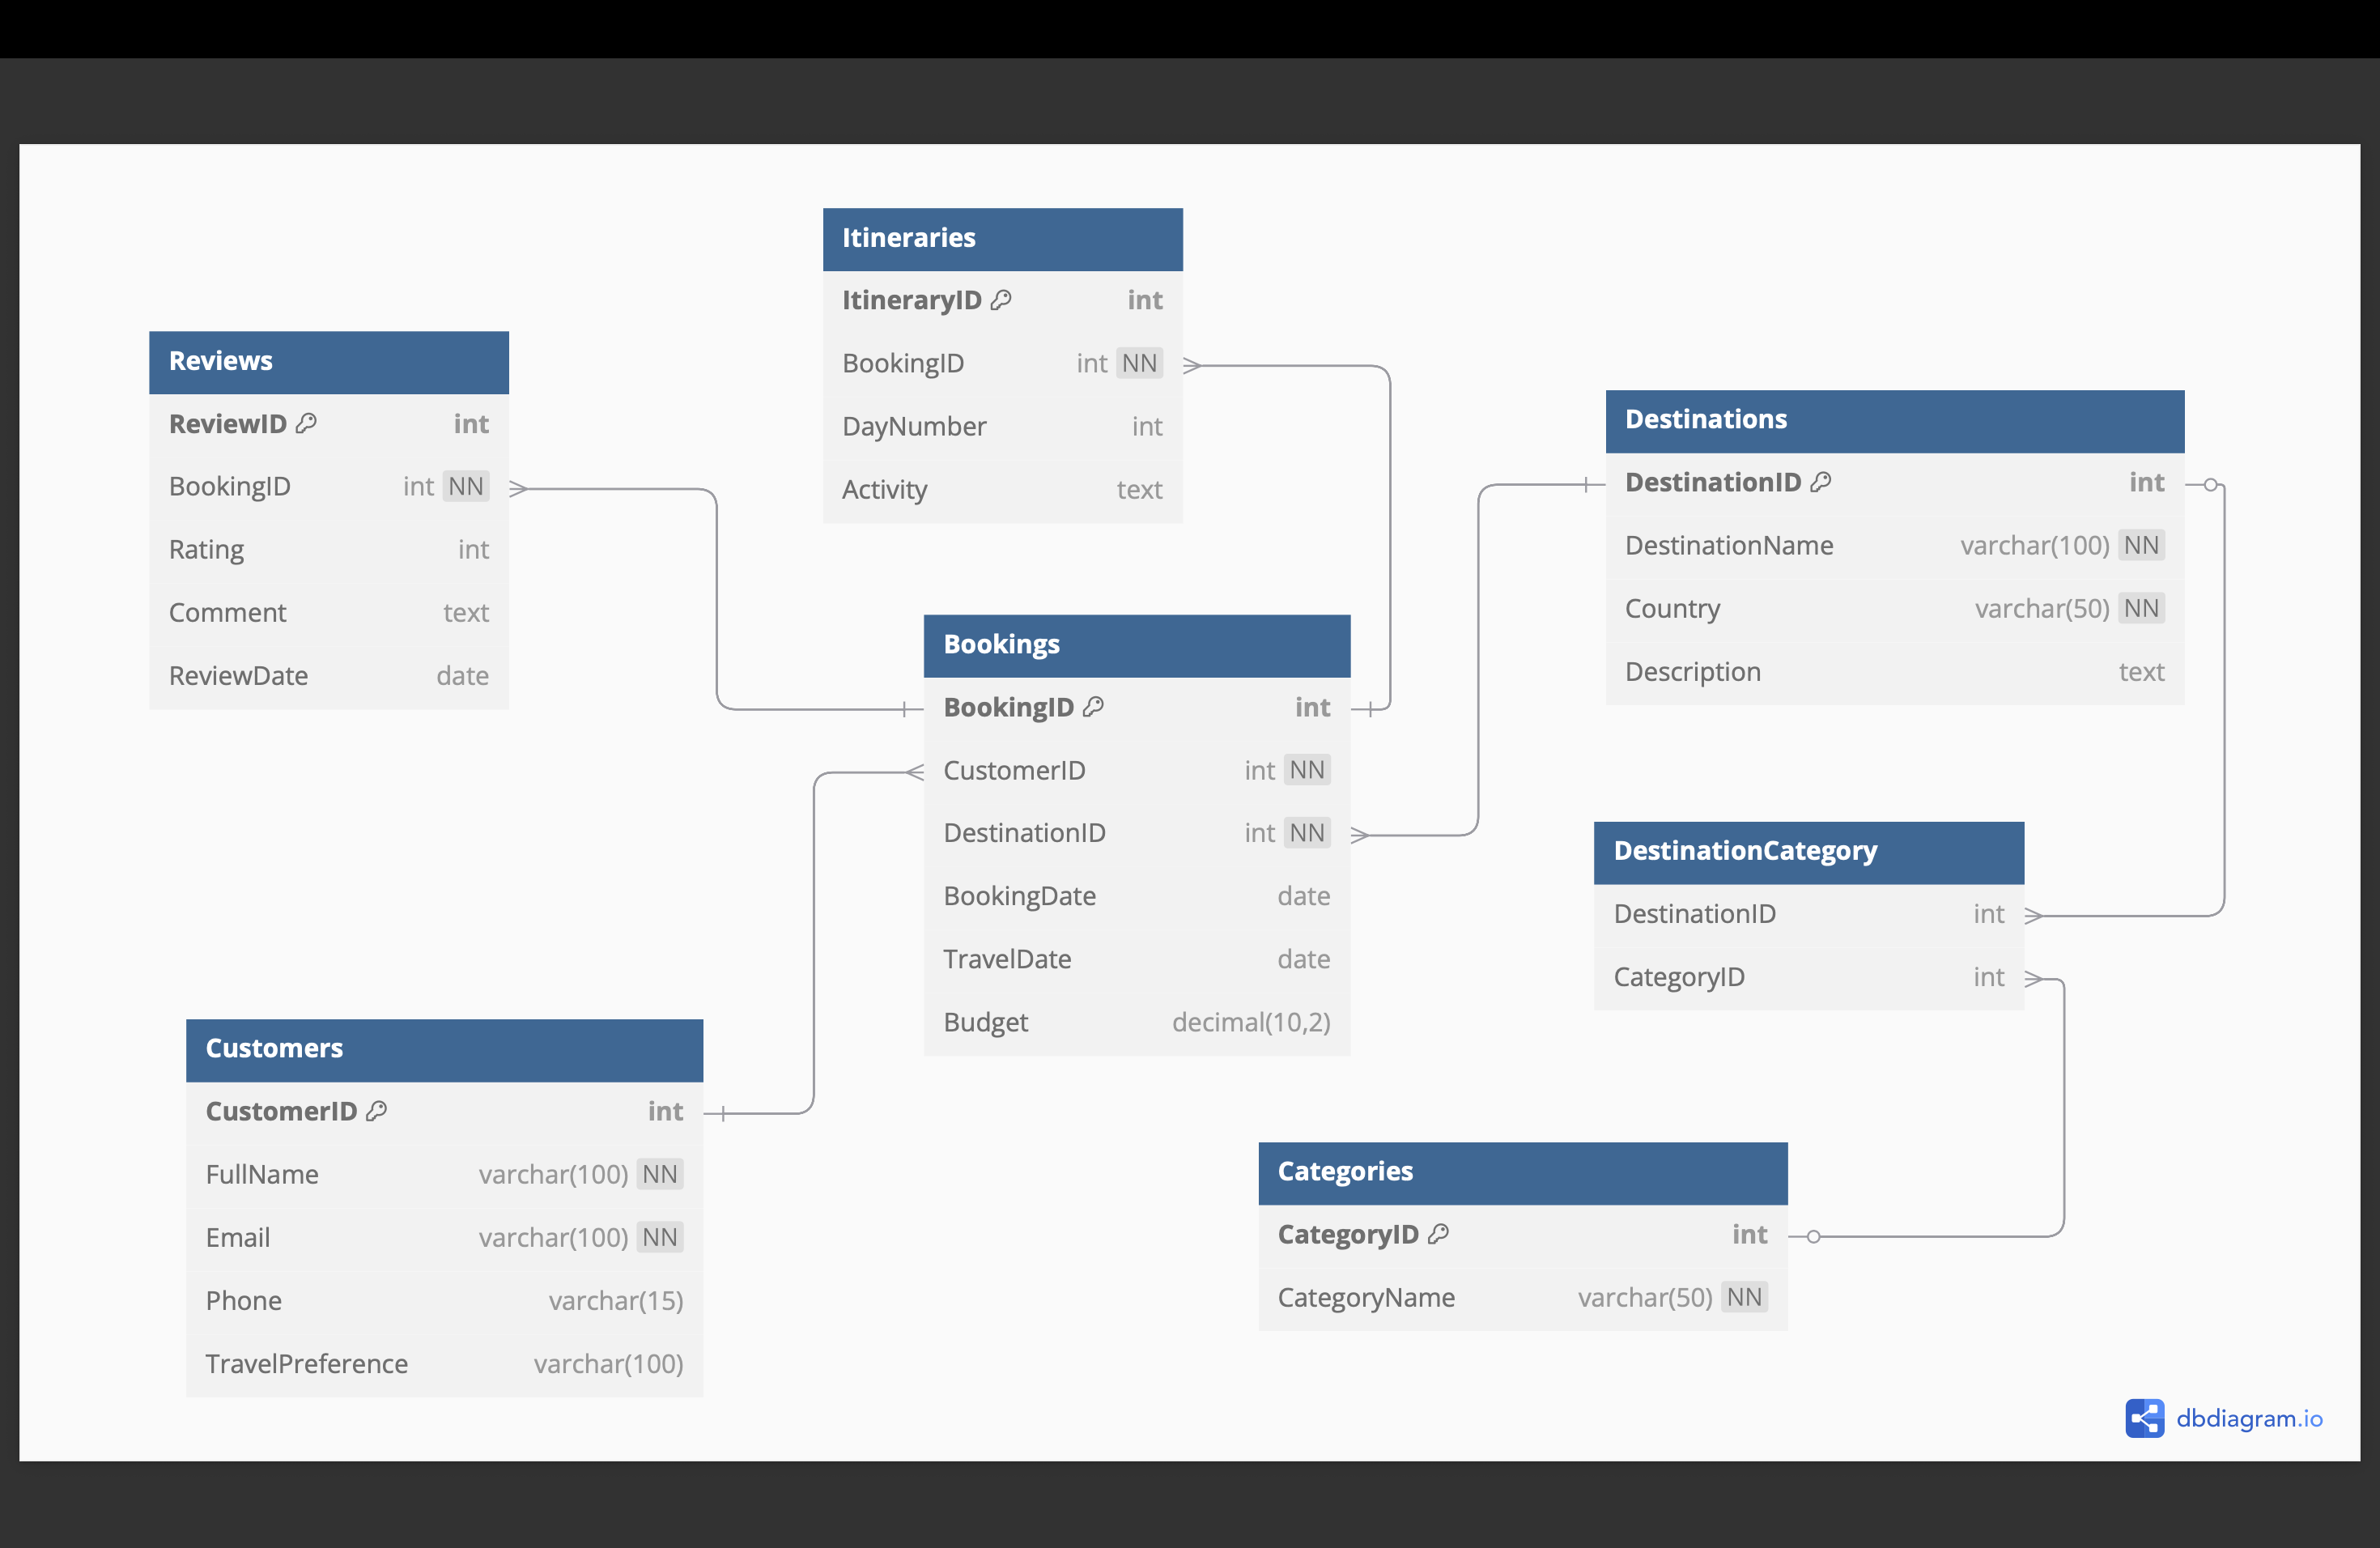 Itineraries
ItineraryID int
BookingID int NN
DayNumber int
Activity text
Reviews
ReviewID int
BookingID int NN
Rating int
Comment text
ReviewDate date
Destinations
DestinationID int
DestinationName varchar(100) NN
Country varchar(50) NN
Description text
Bookings
BookingID int
CustomerID int NN
DestinationID int NN
BookingDate date
TravelDate date
Budget decimal(10,2)
DestinationCategory
DestinationID int
CategoryID int
Customers
CustomerID int
FullName varchar(100) NN
Email varchar(100) NN
Phone varchar(15)
TravelPreference varchar(100)
Categories
CategoryID int
CategoryName varchar(50) NN
dbdiagram.io